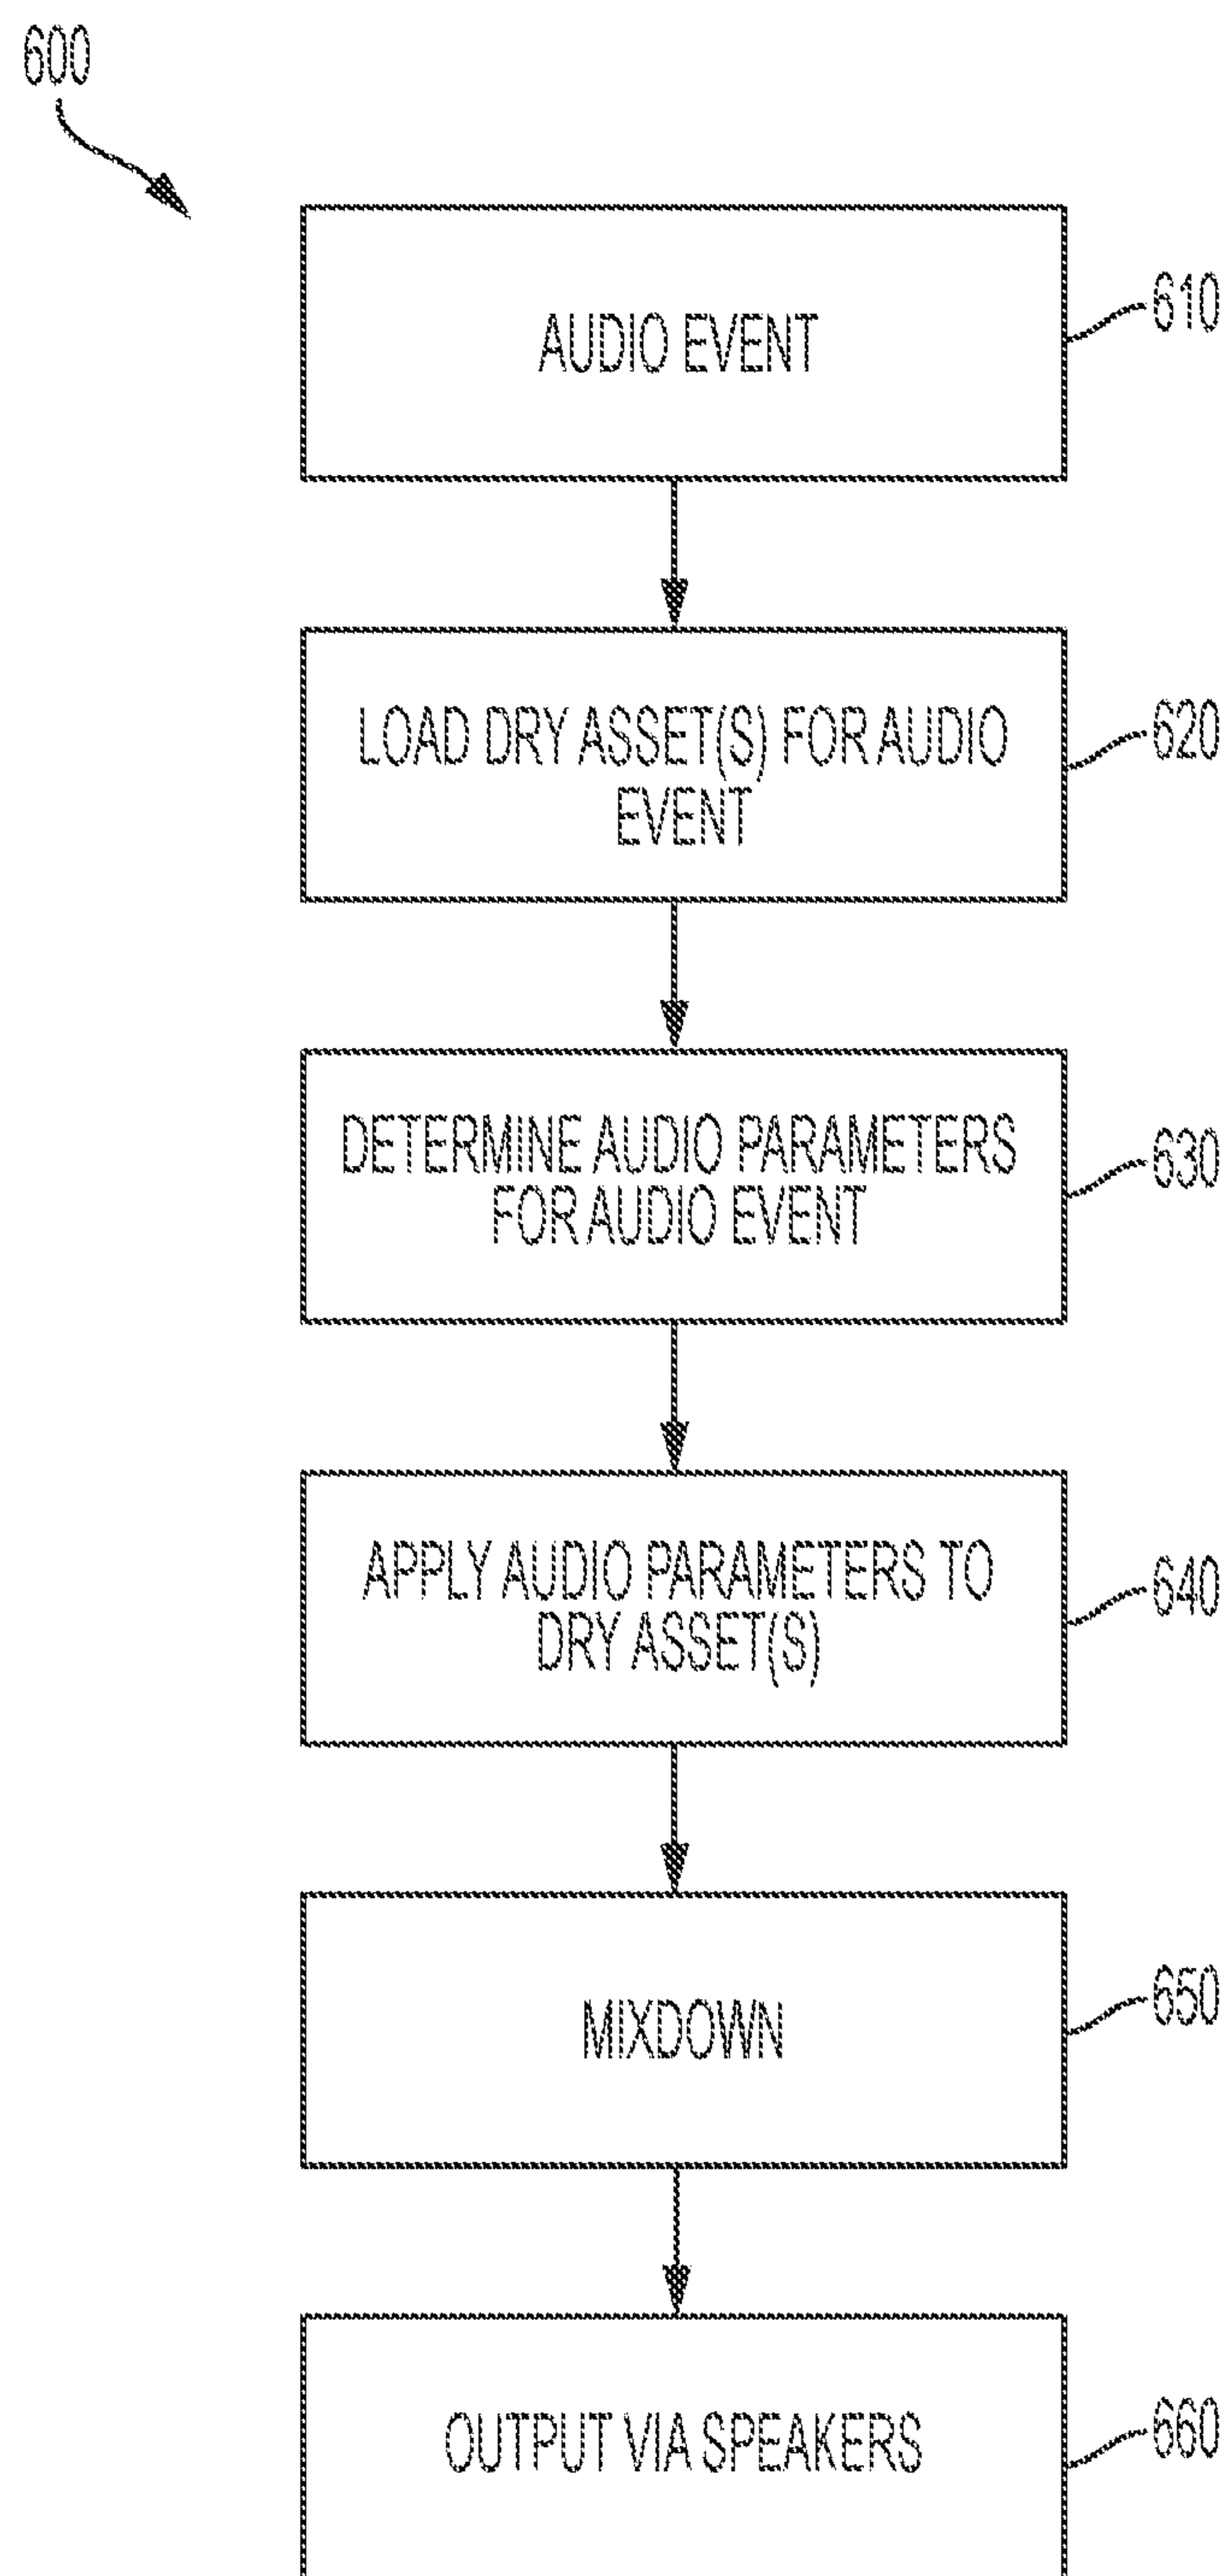 600
AUDIO EVENT
610
LOAD DRY ASSET(S) FOR AUDIO
EVENT
620
DETERMINE AUDIO PARAMETERS
FOR AUDIO EVENT
630
APPLY AUDIO PARAMETERS TO
DRY ASSET(S)
640
MIXDOWN
650
OUTPUT VIA SPEAKERS
660